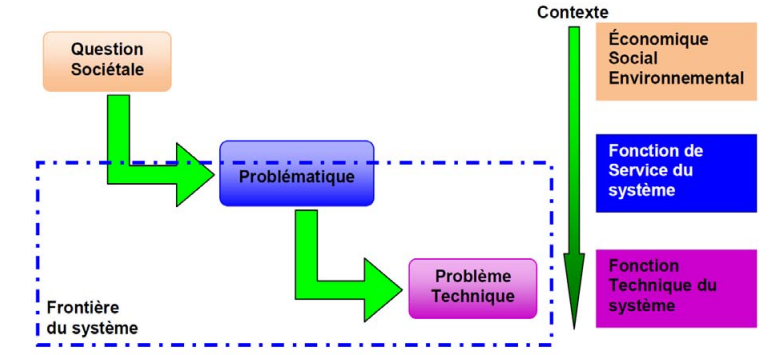 Contexte
Question
Sociétale
Économique
Social
Environnemental
Problématique
Fonction de
Service du
système
Problème
Technique
Fonction
Technique du
système
Frontière
du système